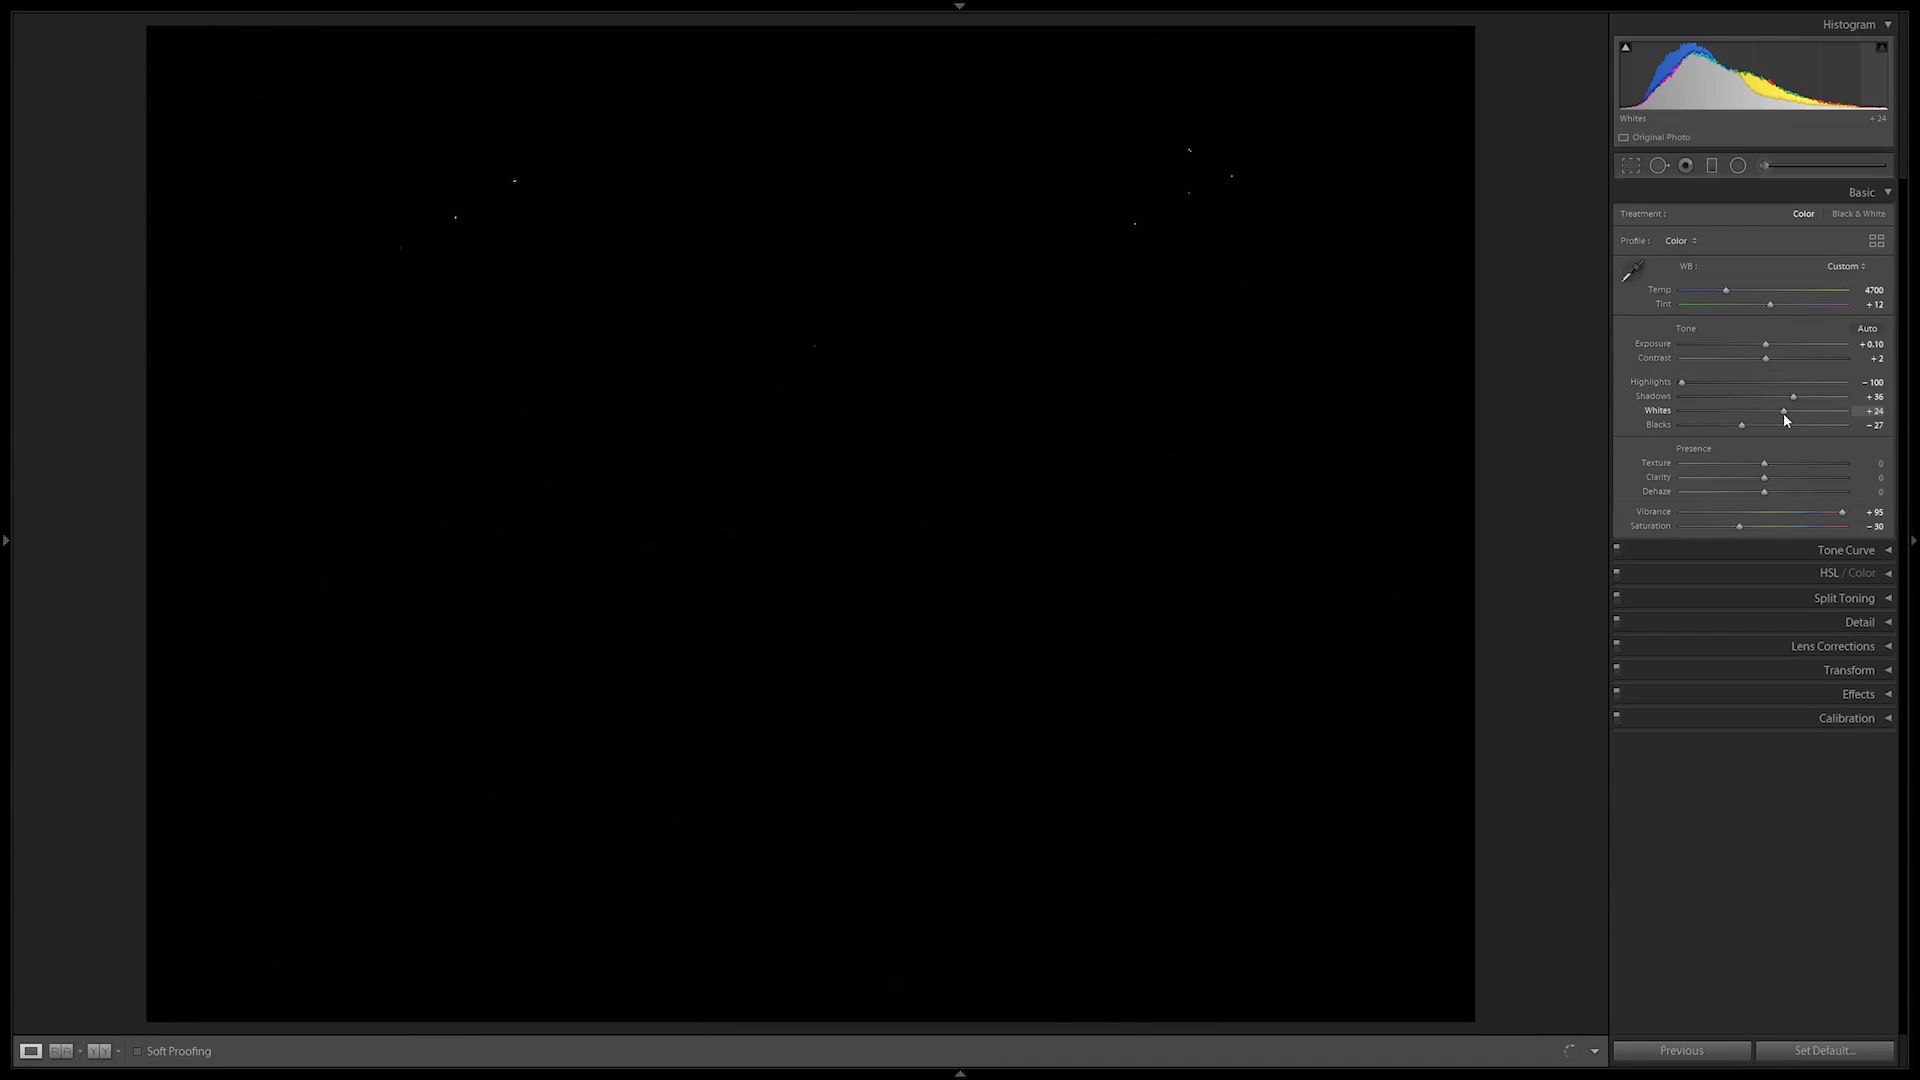 Histogram
Whites + 24
Original Photo
Basic
Treatment : Color Black & White
Profile : Color
WB : Custom
Temp 4700
Tint + 12
Tone Auto
Exposure + 0.10
Contrast + 2
Highlights − 100
Shadows + 36
Whites + 24
Blacks − 27
Presence
Texture 0
Clarity 0
Dehaze 0
Vibrance + 95
Saturation − 30
Tone Curve
HSL / Color
Split Toning
Detail
Lens Corrections
Transform
Effects
Calibration
R R Y Y Soft Proofing
Previous Set Default...